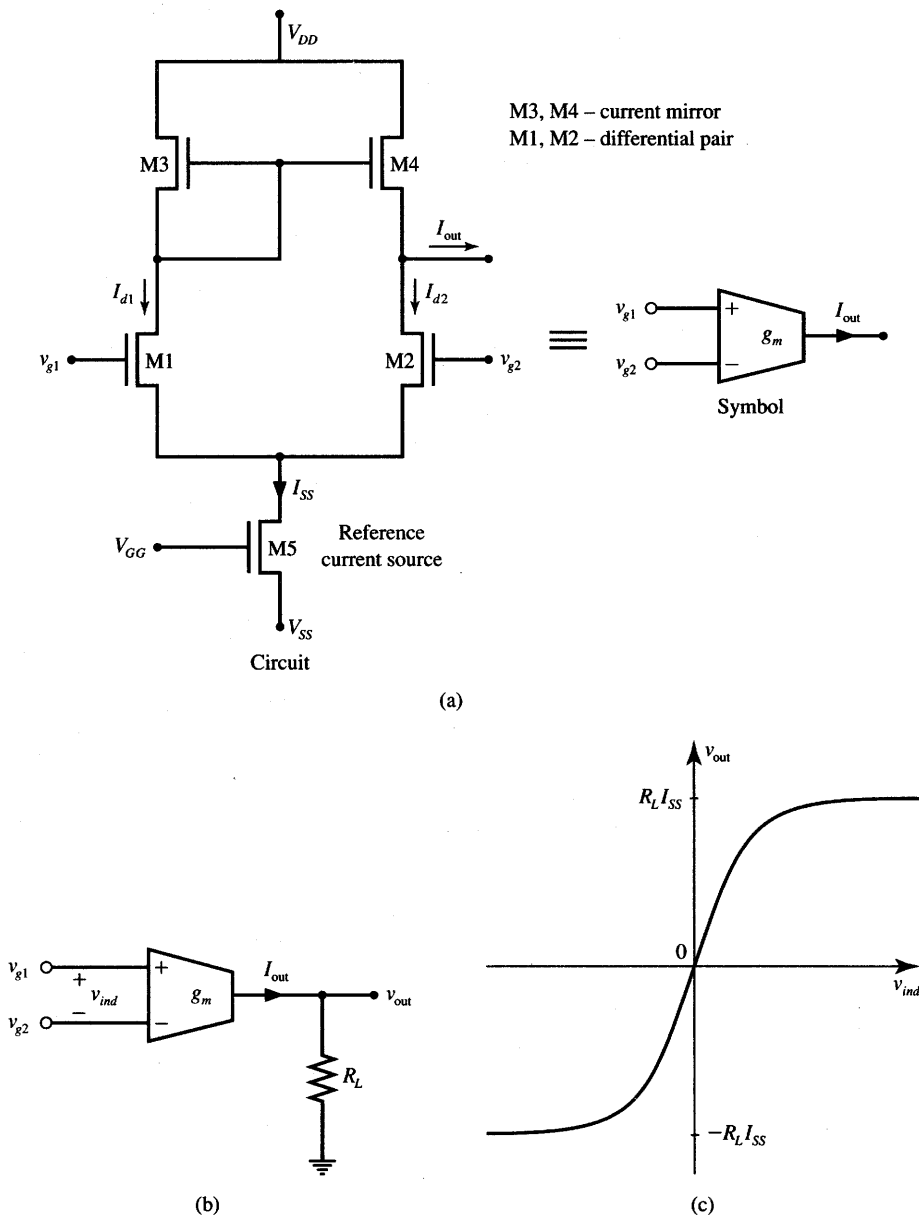 V_DD
M3, M4 – current mirror
M1, M2 – differential pair
M3
M4
I_out
I_d1
I_d2
v_g1
M1
M2
v_g2
v_g1
+
g_m
I_out
v_g2
−
Symbol
I_SS
V_GG
M5
Reference
current source
V_SS
Circuit
(a)
v_out
R_L I_SS
0
v_ind
−R_L I_SS
v_g1
+
v_ind
−
v_g2
+
−
g_m
I_out
v_out
R_L
(b)
(c)